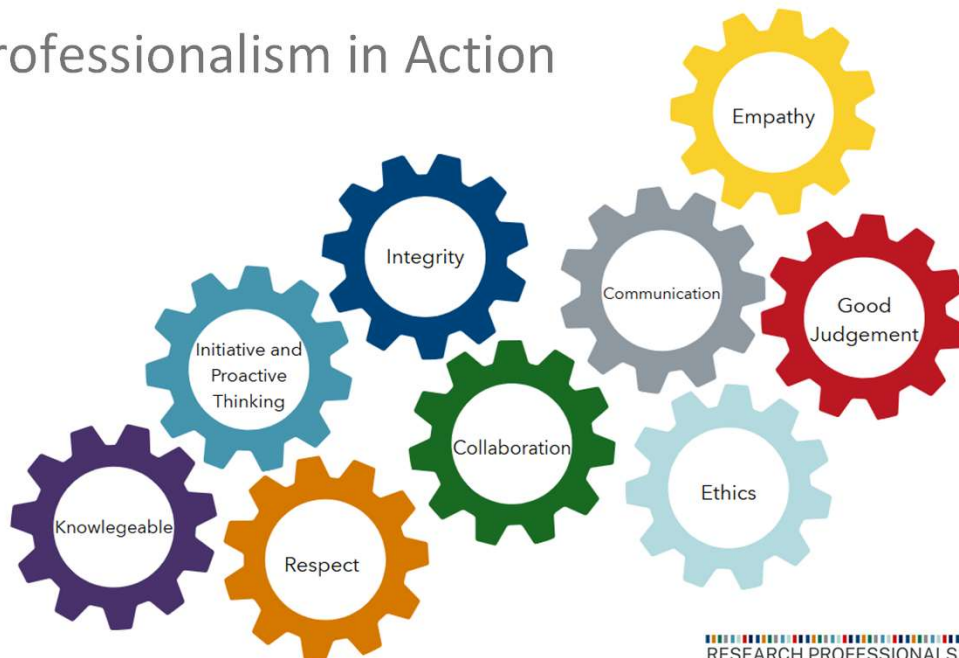 rofessionalism in Action
Empathy
Integrity
Communication
Good
Judgement
Initiative and
Proactive
Thinking
Collaboration
Ethics
Knowlegeable
Respect
RESEARCH PROFESSIONALS